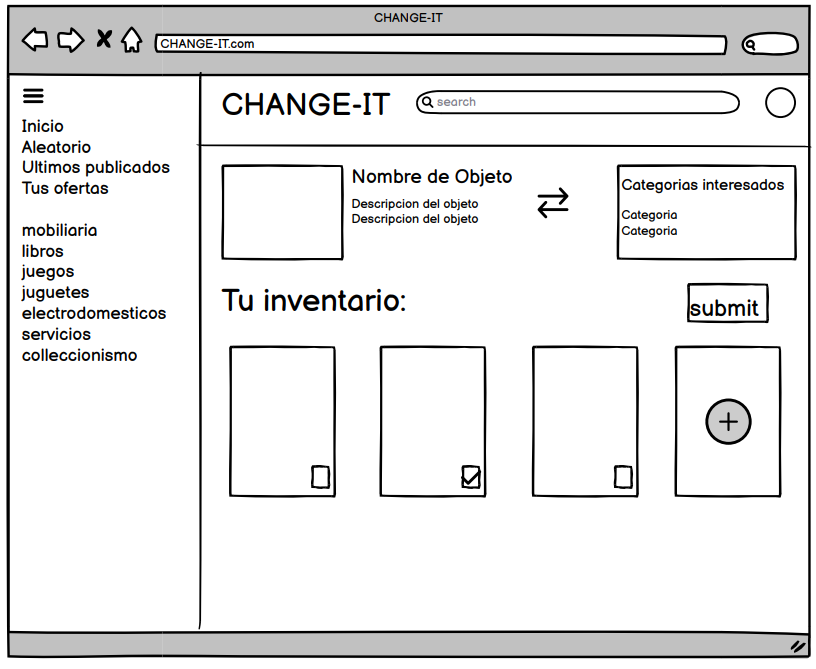 CHANGE-IT
CHANGE-IT.com
Inicio
Aleatorio
Ultimos publicados
Tus ofertas
mobiliaria
libros
juegos
juguetes
electrodomesticos
servicios
colleccionismo
CHANGE-IT
search
Nombre de Objeto
Descripcion del objeto
Descripcion del objeto
Categorias interesados
Categoria
Categoria
Tu inventario:
submit